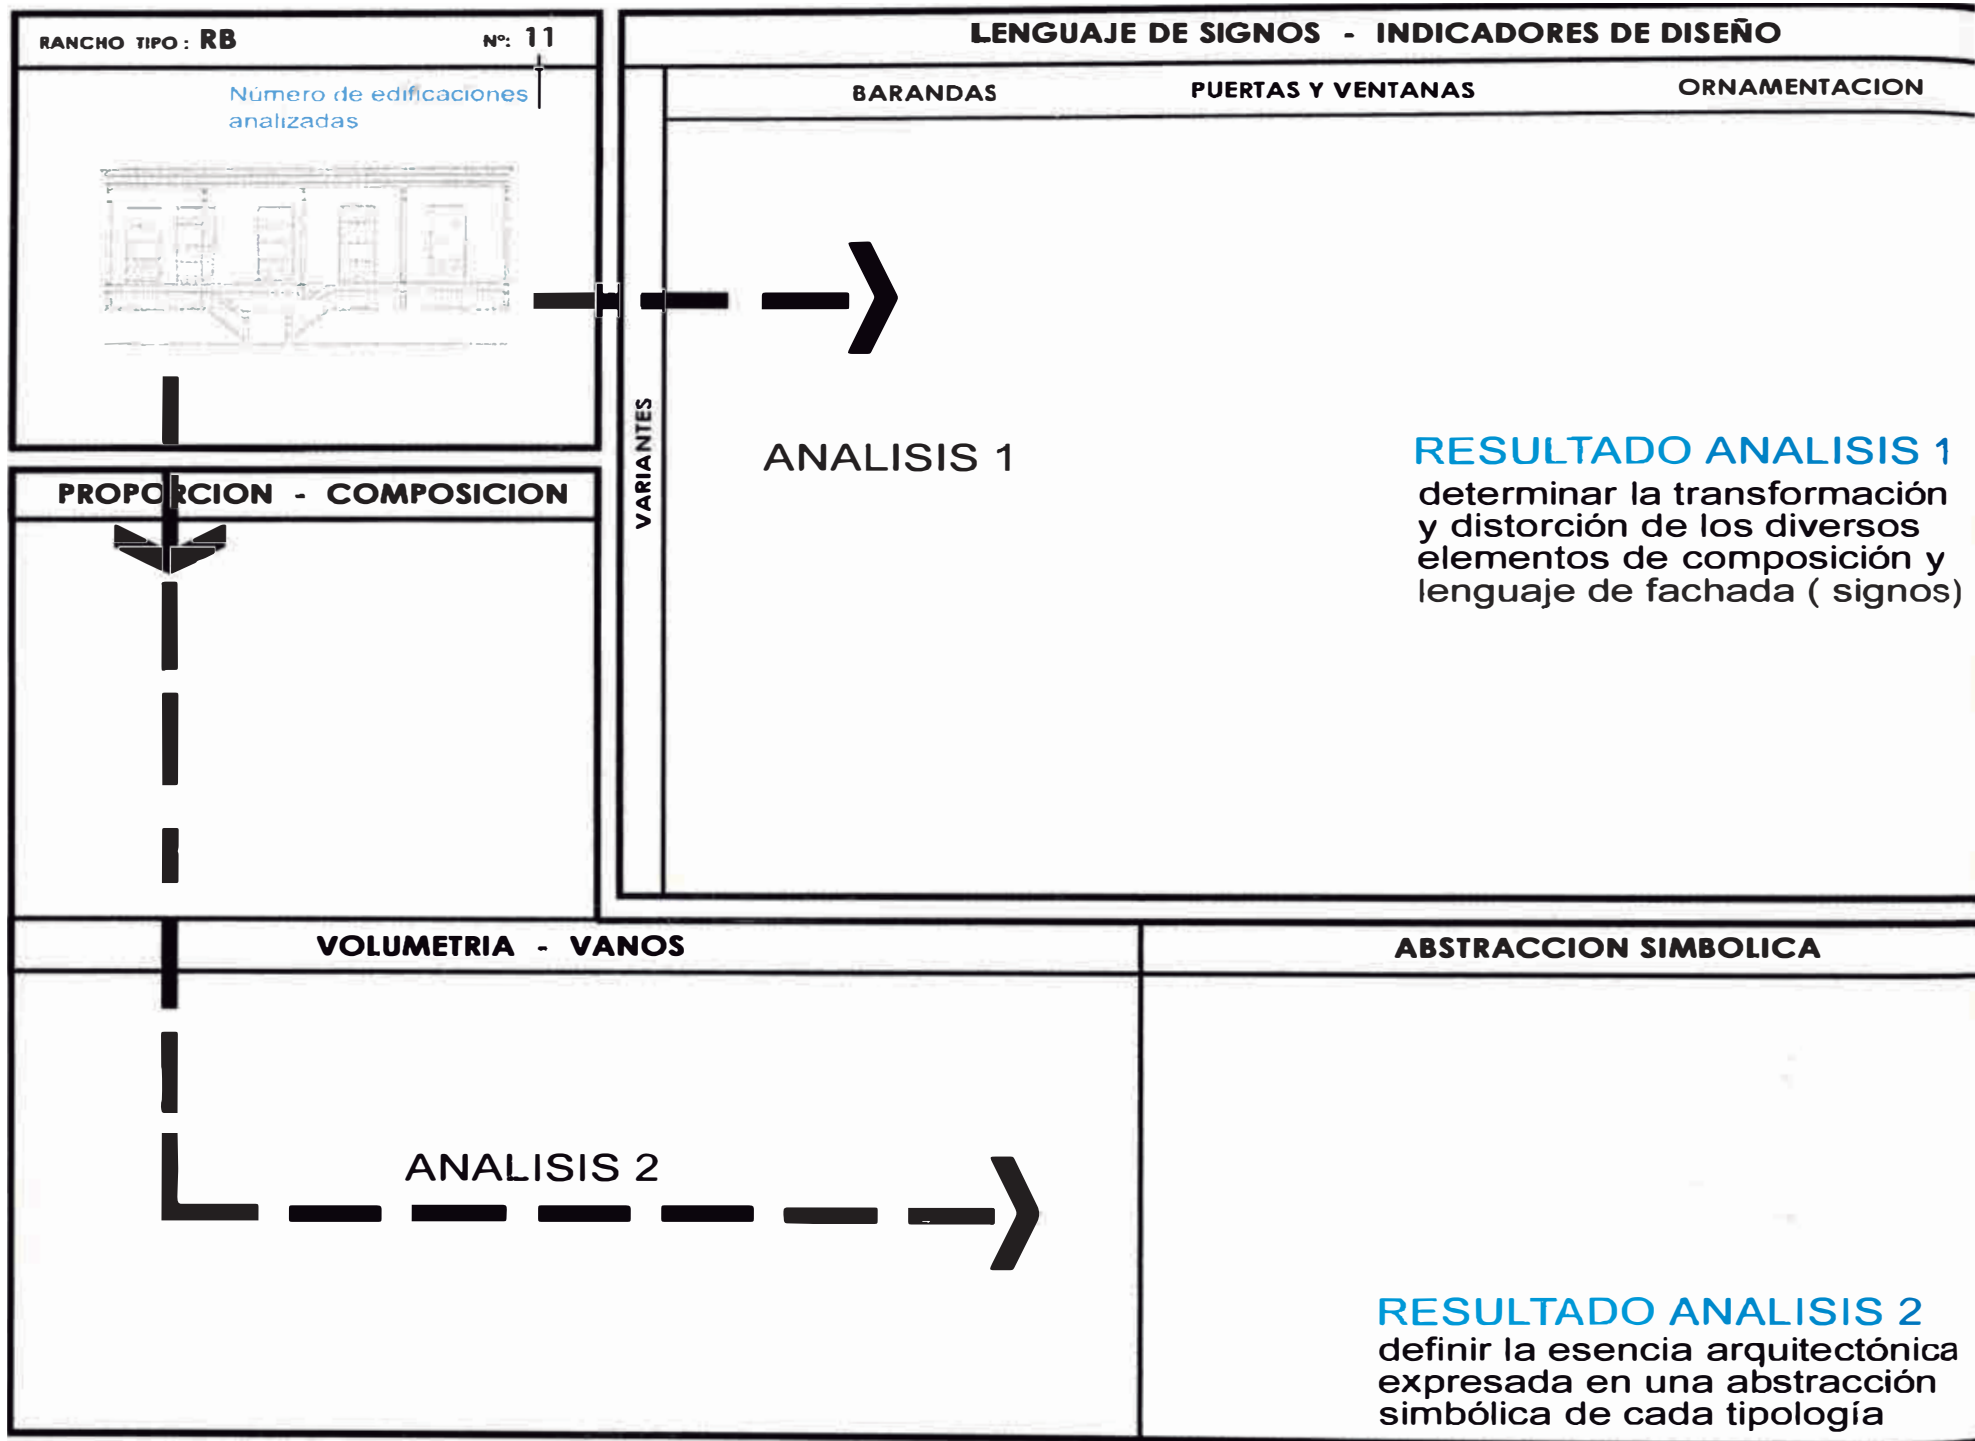 RANCHO TIPO: RB Nº: 11
Número de edificaciones
analizadas
LENGUAJE DE SIGNOS - INDICADORES DE DISEÑO
BARANDAS PUERTAS Y VENTANAS ORNAMENTACION
VARIANTES
ANALISIS 1
RESULTADO ANALISIS 1
determinar la transformación
y distorción de los diversos
elementos de composición y
lenguaje de fachada ( signos)
PROPORCION - COMPOSICION
VOLUMETRIA - VANOS
ANALISIS 2
ABSTRACCION SIMBOLICA
RESULTADO ANALISIS 2
definir la esencia arquitectónica
expresada en una abstracción
simbólica de cada tipología